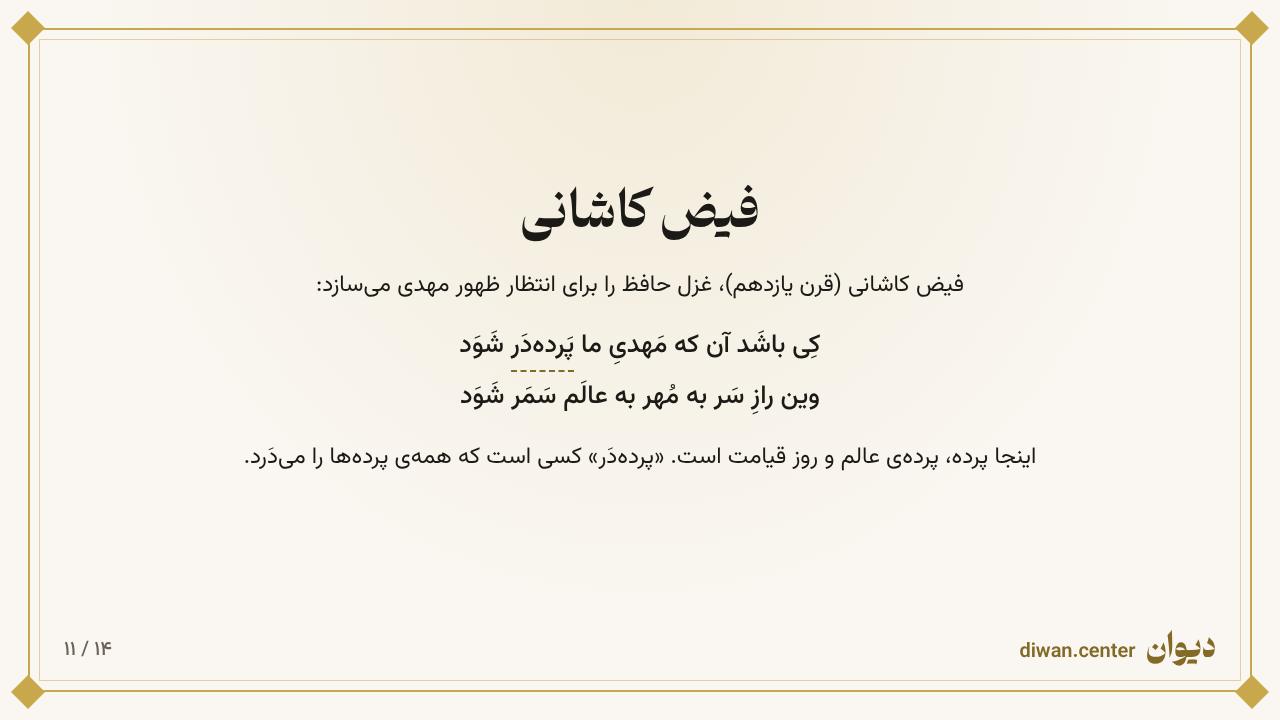 فیض کاشانی
فیض کاشانی (قرن یازدهم)، غزل حافظ را برای انتظار ظهور مهدی می‌سازد:
کِی باشَد آن که مَهدیِ ما پَرده‌دَر شَوَد
وین رازِ سَر به مُهر به عالَم سَمَر شَوَد
اینجا پرده، پرده‌ی عالم و روز قیامت است. «پرده‌دَر» کسی است که همه‌ی پرده‌ها را می‌دَرد.
دیوان diwan.center
۱۱ / ۱۴